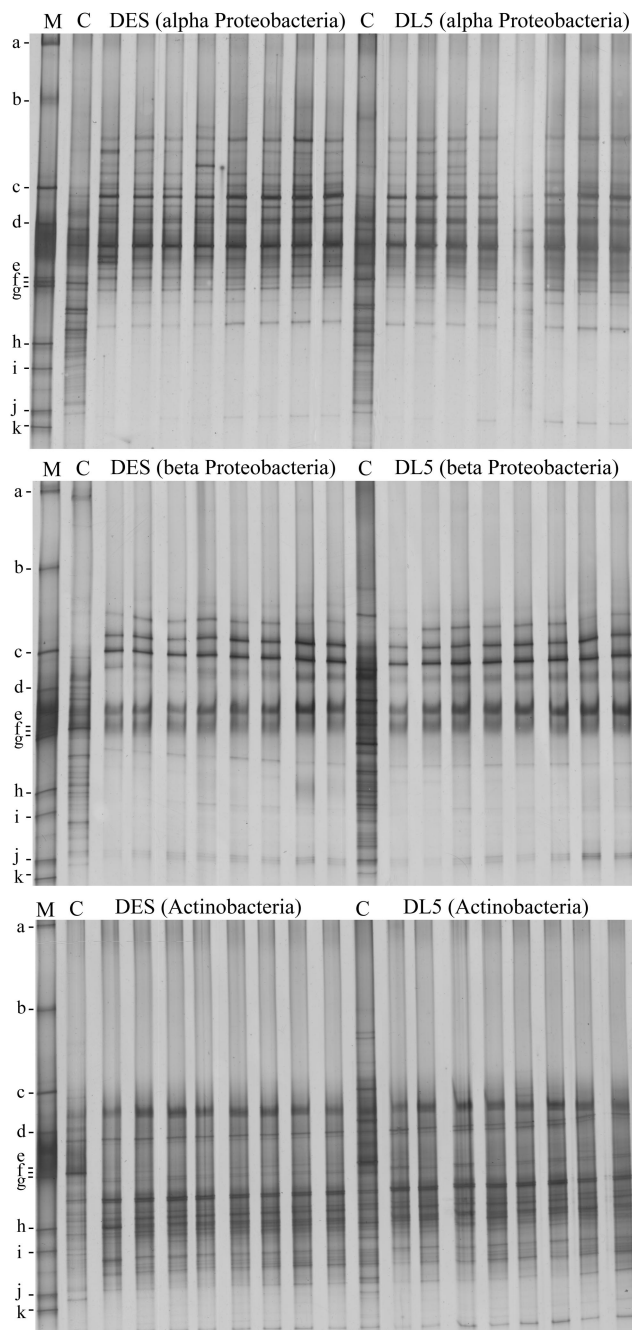 M C DES (alpha Proteobacteria) C DL5 (alpha Proteobacteria)
a
b
c
d
e
f
g
h
i
j
k
M C DES (beta Proteobacteria) C DL5 (beta Proteobacteria)
a
b
c
d
e
f
g
h
i
j
k
M C DES (Actinobacteria) C DL5 (Actinobacteria)
a
b
c
d
e
f
g
h
i
j
k